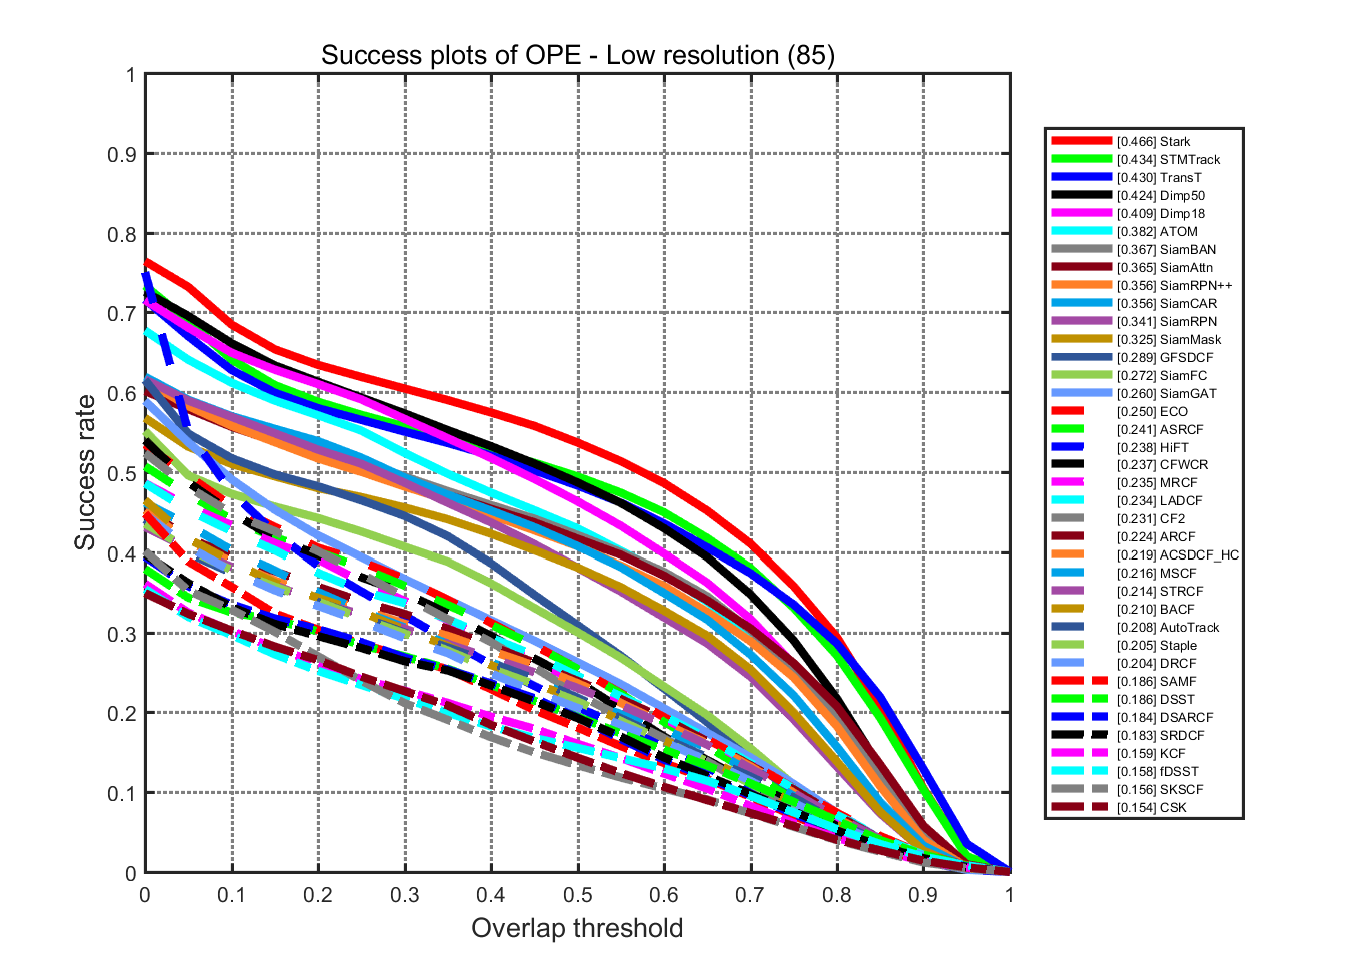 Success plots of OPE - Low resolution (85)
1
0.9
0.8
0.7
0.6
0.5
0.4
0.3
0.2
0.1
0
Success rate
0 0.1 0.2 0.3 0.4 0.5 0.6 0.7 0.8 0.9 1
Overlap threshold
[0.466] Stark
[0.434] STMTrack
[0.430] TransT
[0.424] Dimp50
[0.409] Dimp18
[0.382] ATOM
[0.367] SiamBAN
[0.365] SiamAttn
[0.356] SiamRPN++
[0.356] SiamCAR
[0.341] SiamRPN
[0.325] SiamMask
[0.289] GFSDCF
[0.272] SiamFC
[0.260] SiamGAT
[0.250] ECO
[0.241] ASRCF
[0.238] HiFT
[0.237] CFWCR
[0.235] MRCF
[0.234] LADCF
[0.231] CF2
[0.224] ARCF
[0.219] ACSDCF_HC
[0.216] MSCF
[0.214] STRCF
[0.210] BACF
[0.208] AutoTrack
[0.205] Staple
[0.204] DRCF
[0.186] SAMF
[0.186] DSST
[0.184] DSARCF
[0.183] SRDCF
[0.159] KCF
[0.158] fDSST
[0.156] SKSCF
[0.154] CSK